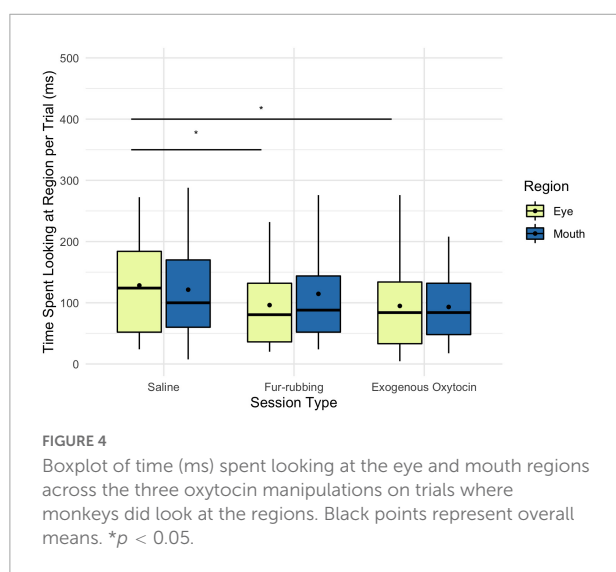 500
400
300
200
100
0
Time Spent Looking at Region per Trial (ms)
*
*
Saline
Fur-rubbing
Exogenous Oxytocin
Session Type
Region
Eye
Mouth
FIGURE 4
Boxplot of time (ms) spent looking at the eye and mouth regions
across the three oxytocin manipulations on trials where
monkeys did look at the regions. Black points represent overall
means. *p < 0.05.